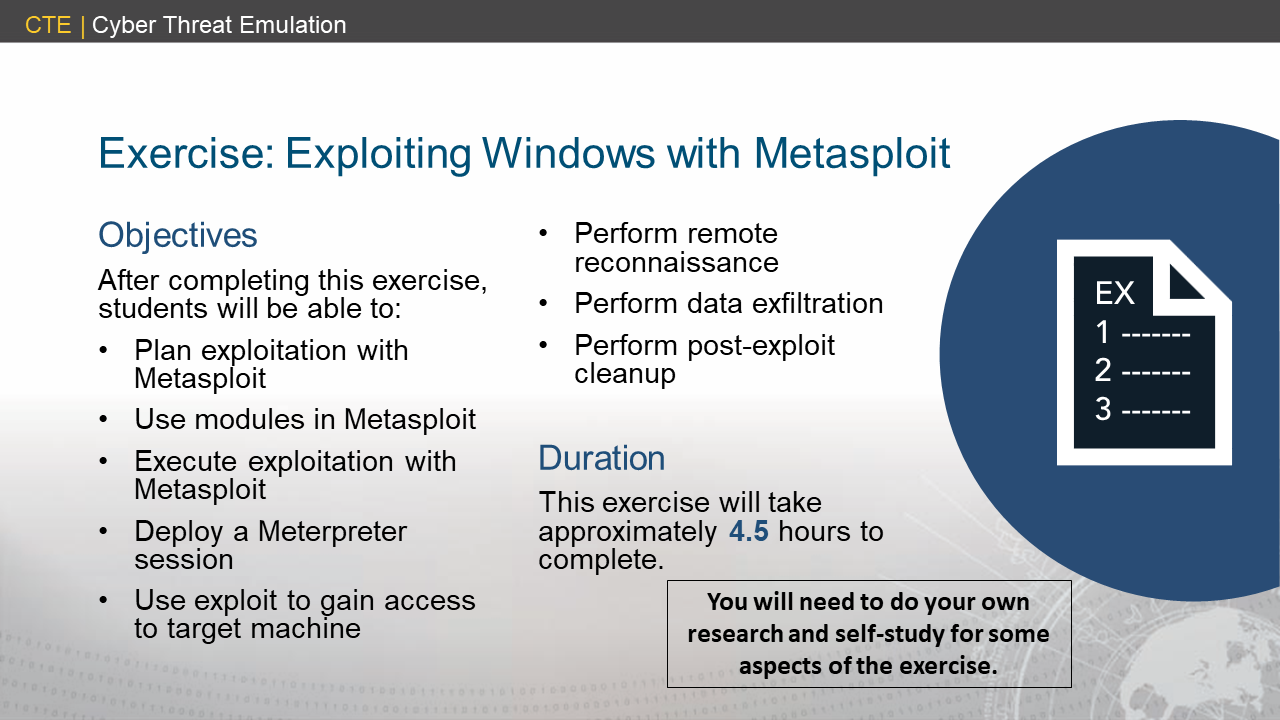 CTE | Cyber Threat Emulation
Exercise: Exploiting Windows with Metasploit
Objectives
After completing this exercise,
students will be able to:
• Plan exploitation with
Metasploit
• Use modules in Metasploit
• Execute exploitation with
Metasploit
• Deploy a Meterpreter
session
• Use exploit to gain access
to target machine
• Perform remote
reconnaissance
• Perform data exfiltration
• Perform post-exploit
cleanup
Duration
This exercise will take
approximately 4.5 hours to
complete.
You will need to do your own
research and self-study for some
aspects of the exercise.
EX
1 -------
2 -------
3 -------